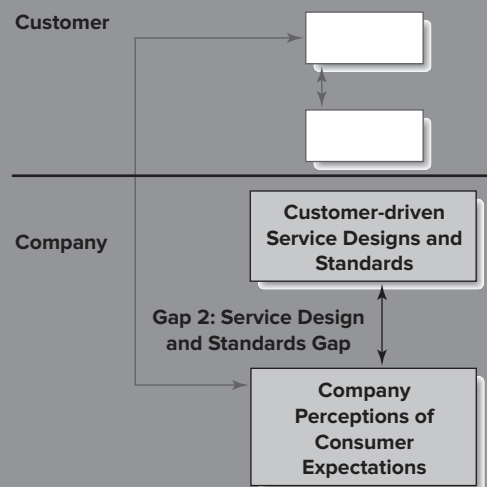 Customer
Customer-driven
Service Designs and
Standards
Company
Gap 2: Service Design
and Standards Gap
Company
Perceptions of
Consumer
Expectations